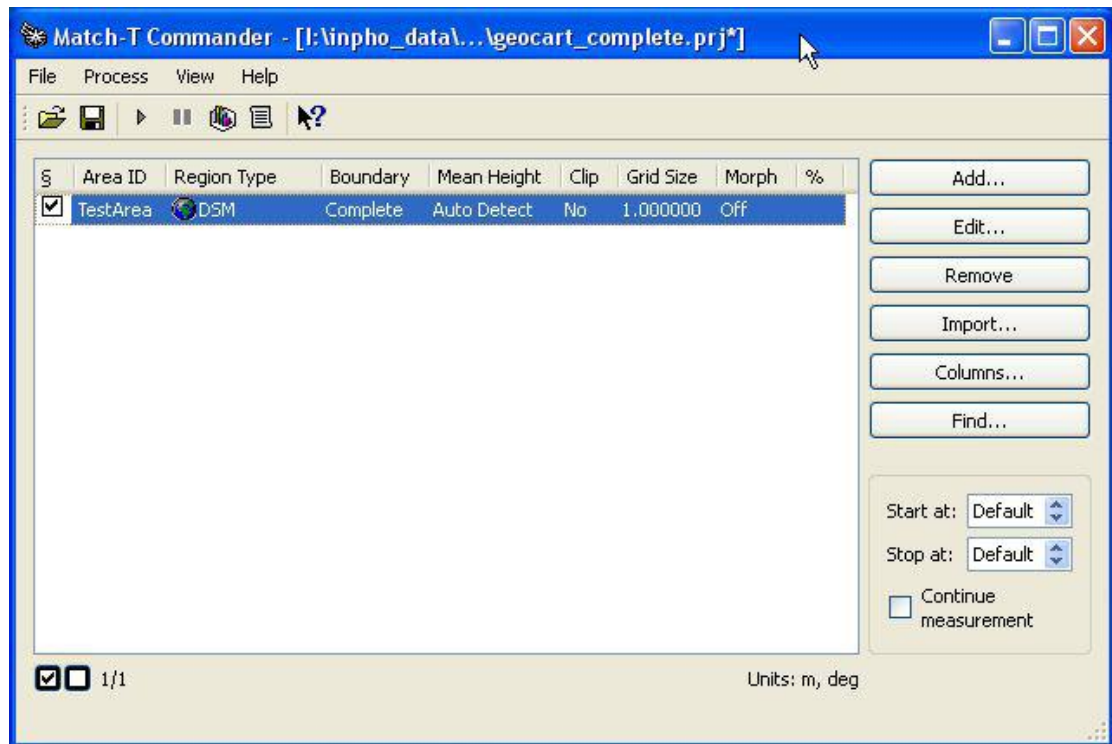 Match-T Commander - [I:\inpho_data\...\geocart_complete.prj*]
File Process View Help
§ Area ID Region Type Boundary Mean Height Clip Grid Size Morph %
TestArea DSM Complete Auto Detect No 1.000000 Off
Add...
Edit...
Remove
Import...
Columns...
Find...
Start at: Default
Stop at: Default
Continue
measurement
1/1
Units: m, deg